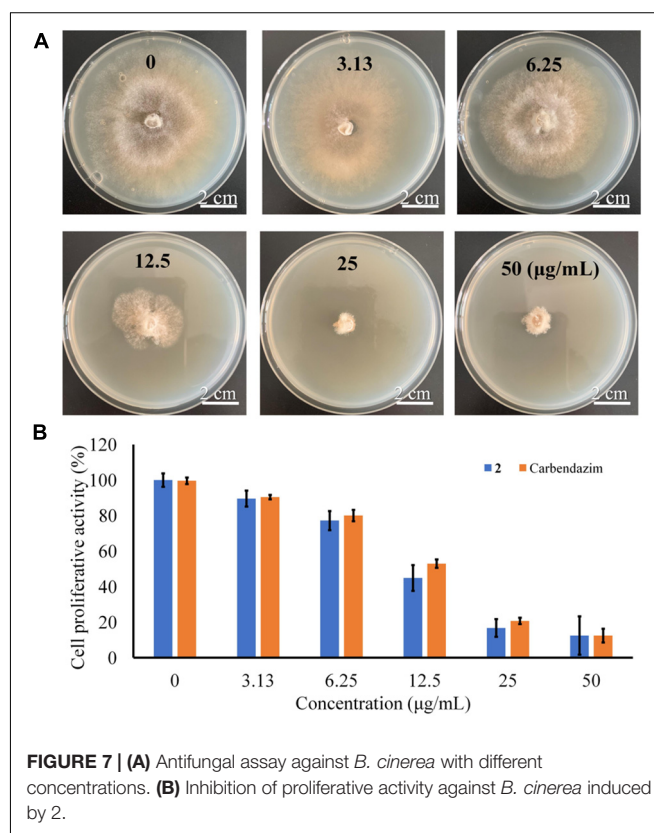 A
0
3.13
6.25
2 cm
2 cm
2 cm
12.5
25
50 (μg/mL)
2 cm
2 cm
2 cm
B
Cell proliferative activity (%)
120
100
80
60
40
20
0
2
Carbendazim
0 3.13 6.25 12.5 25 50
Concentration (μg/mL)
FIGURE 7 | (A) Antifungal assay against B. cinerea with different
concentrations. (B) Inhibition of proliferative activity against B. cinerea induced
by 2.